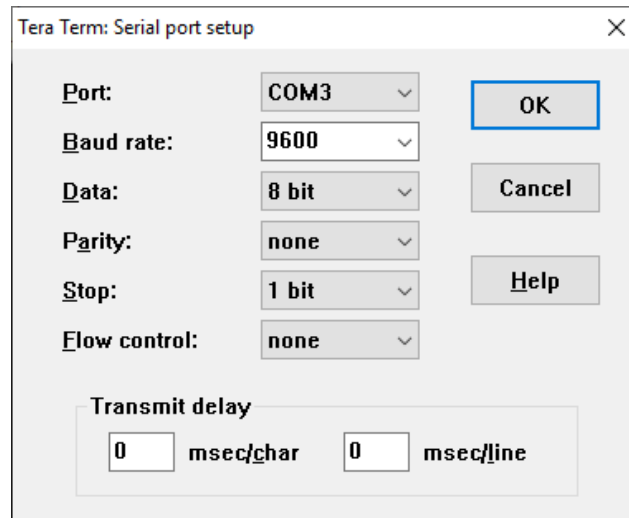 Tera Term: Serial port setup
Port: COM3 OK
Baud rate: 9600
Data: 8 bit Cancel
Parity: none
Stop: 1 bit Help
Flow control: none
Transmit delay
0 msec/char 0 msec/line